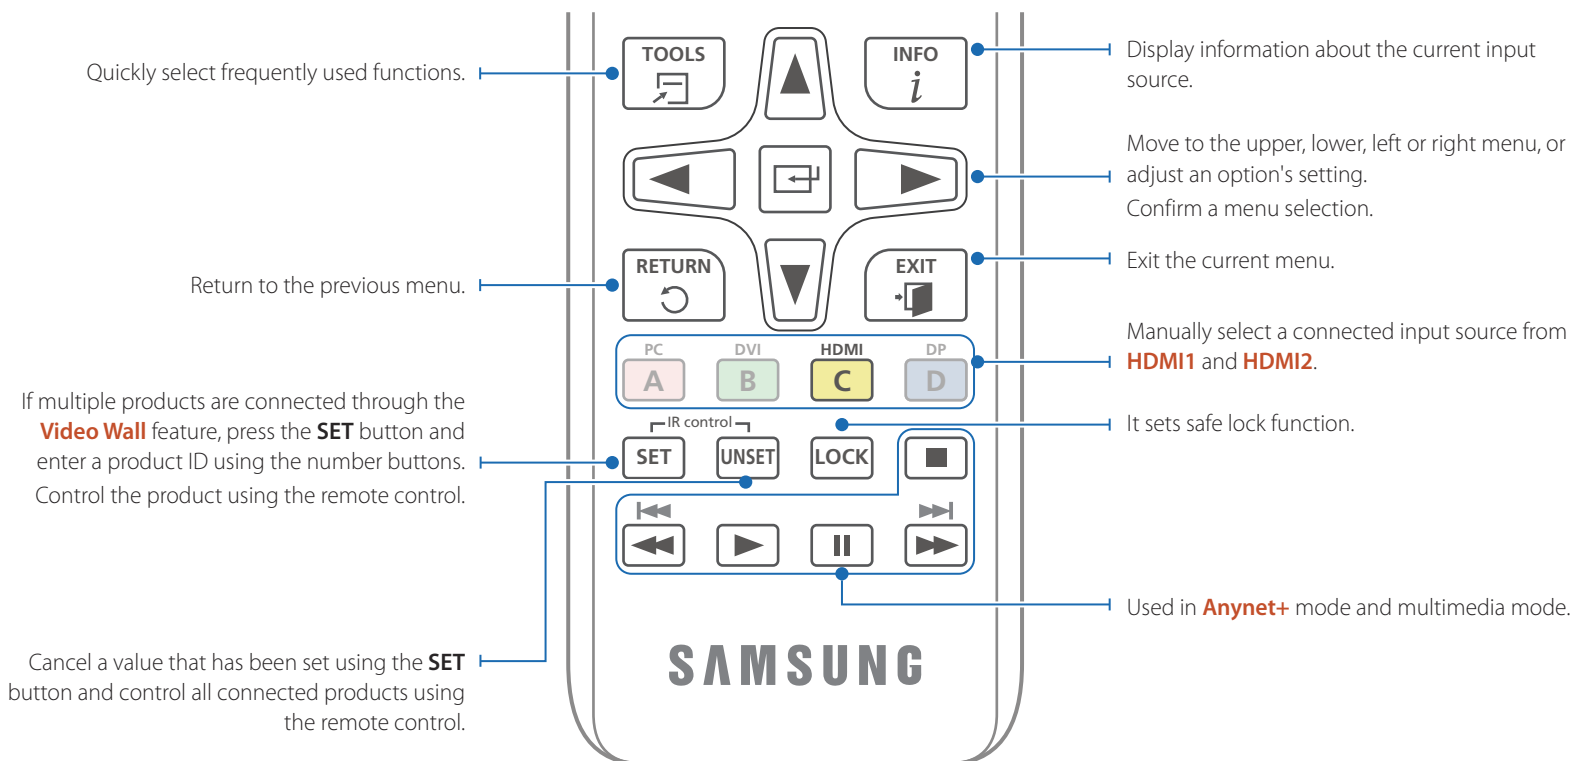 TOOLS
INFO
i
Quickly select frequently used functions.
Display information about the current input
source.
Move to the upper, lower, left or right menu, or
adjust an option's setting.
Confirm a menu selection.
RETURN
EXIT
Return to the previous menu.
Exit the current menu.
PC DVI HDMI DP
A B C D
Manually select a connected input source from
HDMI1 and HDMI2.
If multiple products are connected through the
Video Wall feature, press the SET button and
enter a product ID using the number buttons.
Control the product using the remote control.
IR control
SET UNSET LOCK
It sets safe lock function.
Used in Anynet+ mode and multimedia mode.
Cancel a value that has been set using the SET
button and control all connected products using
the remote control.
SAMSUNG